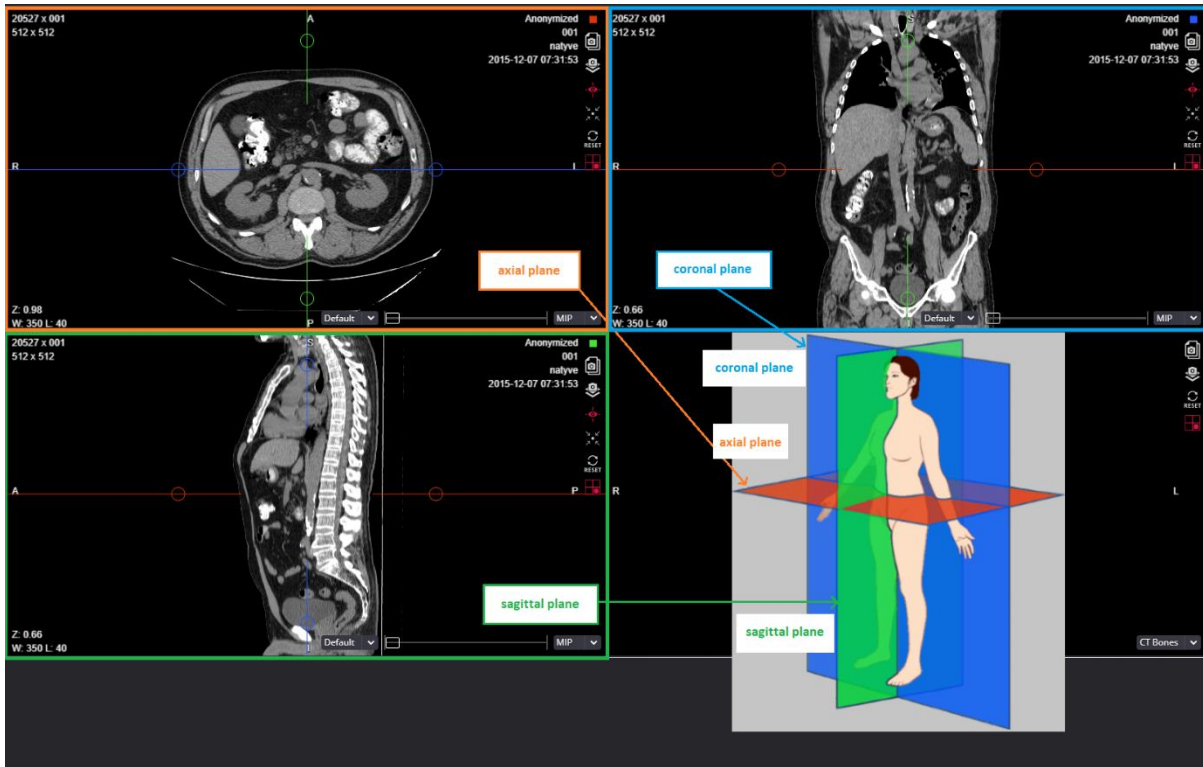 20527 x 001
512 x 512
A
Anonymized
001
natyve
2015-12-07 07:31:53
RESET
R
L
axial plane
Z: 0.98
W: 350 L: 40
P
Default
MIP
20527 x 001
512 x 512
S
Anonymized
001
natyve
2015-12-07 07:31:53
RESET
R
L
coronal plane
Z: 0.66
W: 350 L: 40
I
Default
MIP
20527 x 001
512 x 512
S
Anonymized
001
natyve
2015-12-07 07:31:53
RESET
A
P
sagittal plane
Z: 0.66
W: 350 L: 40
I
Default
MIP
coronal plane
RESET
axial plane
R
L
sagittal plane
CT Bones